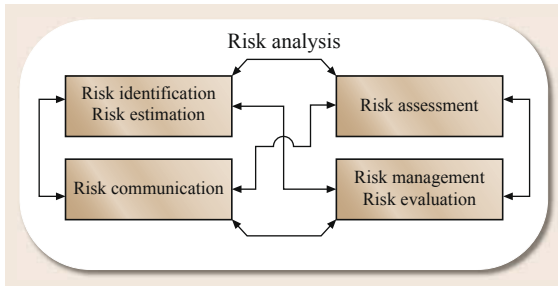 Risk analysis
Risk identification
Risk estimation
Risk assessment
Risk communication
Risk management
Risk evaluation